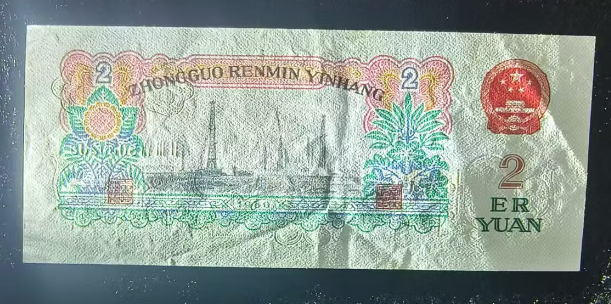 2
ZHONGGUO RENMIN YINHANG
2
1960
2
ER
YUAN